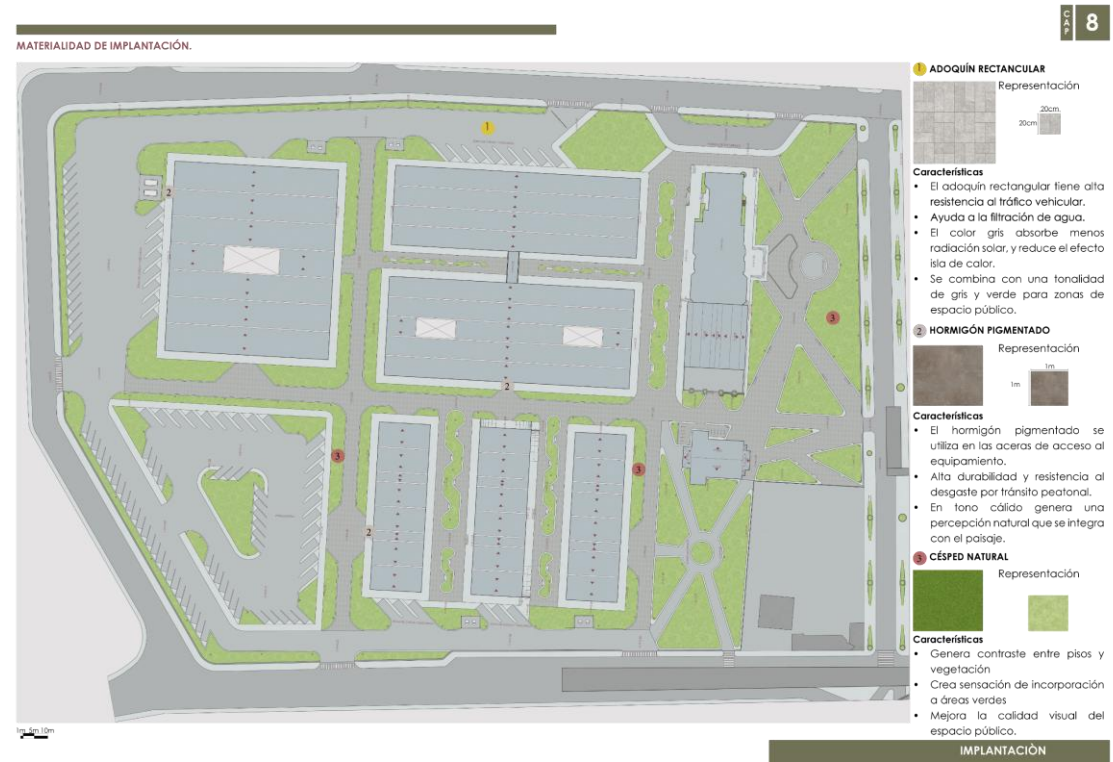 CAP 8
MATERIALIDAD DE IMPLANTACIÓN.
1 ADOQUÍN RECTANCULAR
Representación
20cm.
20cm
Características
• El adoquín rectangular tiene alta
resistencia al tráfico vehicular.
• Ayuda a la filtración de agua.
• El color gris absorbe menos
radiación solar, y reduce el efecto
isla de calor.
• Se combina con una tonalidad
de gris y verde para zonas de
espacio público.
2 HORMIGÓN PIGMENTADO
Representación
1m
1m
Características
• El hormigón pigmentado se
utiliza en las aceras de acceso al
equipamiento.
• Alta durabilidad y resistencia al
desgaste por tránsito peatonal.
• En tono cálido genera una
percepción natural que se integra
con el paisaje.
3 CÉSPED NATURAL
Representación
Características
• Genera contraste entre pisos y
vegetación
• Crea sensación de incorporación
a áreas verdes
• Mejora la calidad visual del
espacio público.
1
2
3
2
3
3
2
1m 5m 10m
IMPLANTACIÒN